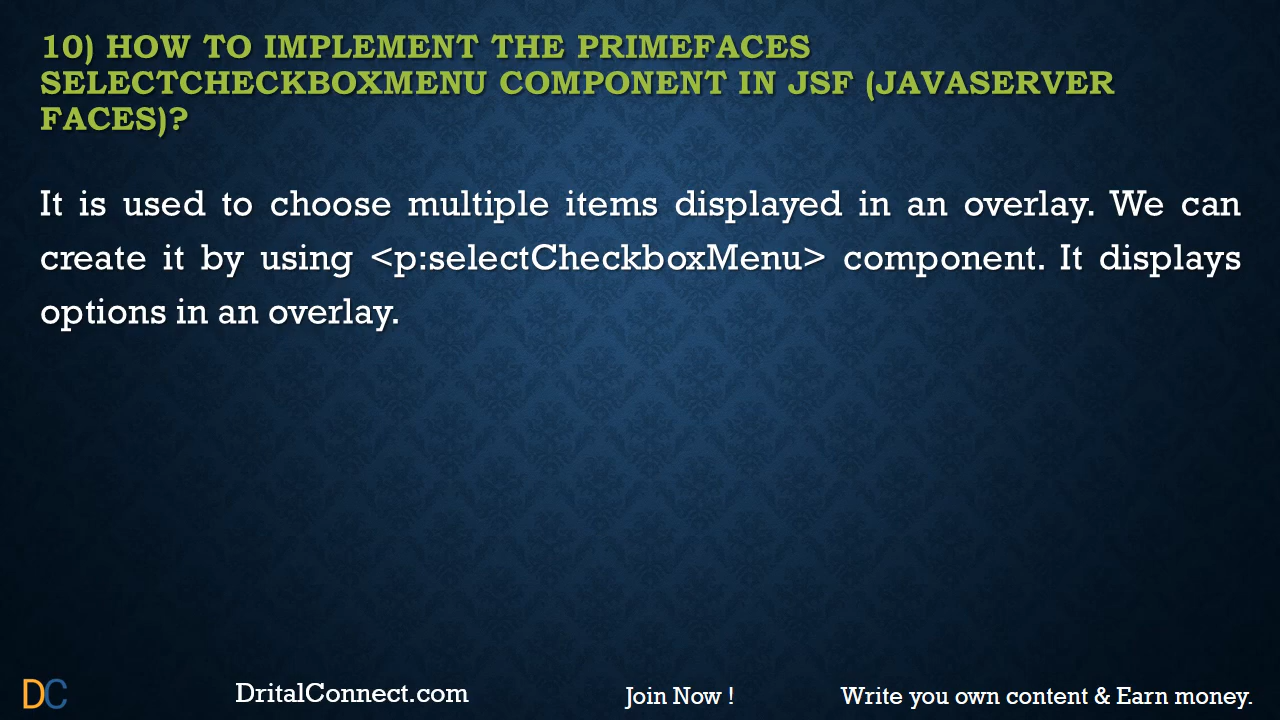 10) HOW TO IMPLEMENT THE PRIMEFACES
SELECTCHECKBOXMENU COMPONENT IN JSF (JAVASERVER
FACES)?
It is used to choose multiple items displayed in an overlay. We can
create it by using <p:selectCheckboxMenu> component. It displays
options in an overlay.
DC
DritalConnect.com
Join Now !
Write you own content & Earn money.